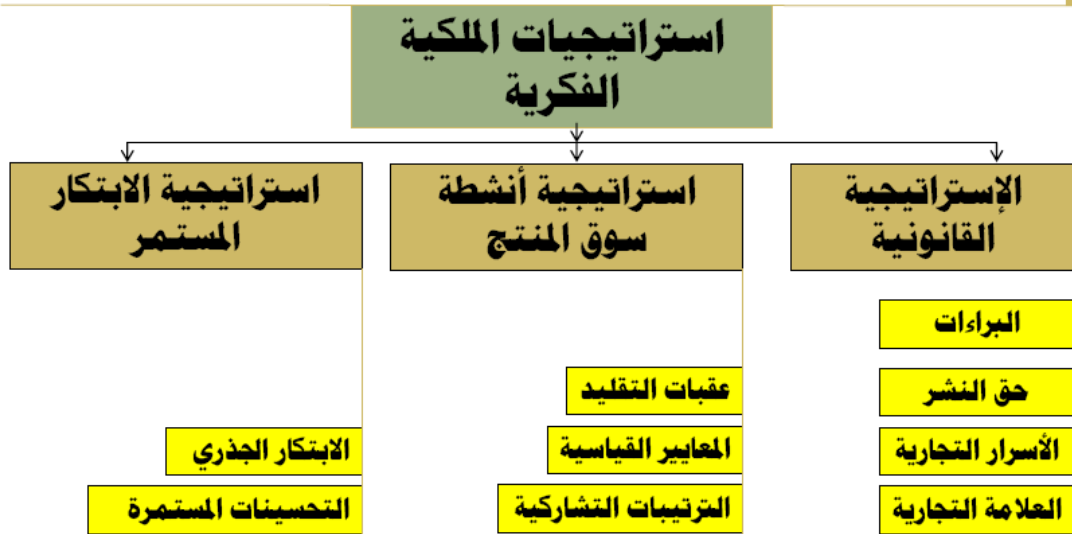 استراتيجيات الملكية
الفكرية
الإستراتيجية
القانونية
استراتيجية أنشطة
سوق المنتج
استراتيجية الابتكار
المستمر
البراءات
حق النشر
الأسرار التجارية
العلامة التجارية
عقبات التقليد
المعايير القياسية
الترتيبات التشاركية
الابتكار الجذري
التحسينات المستمرة